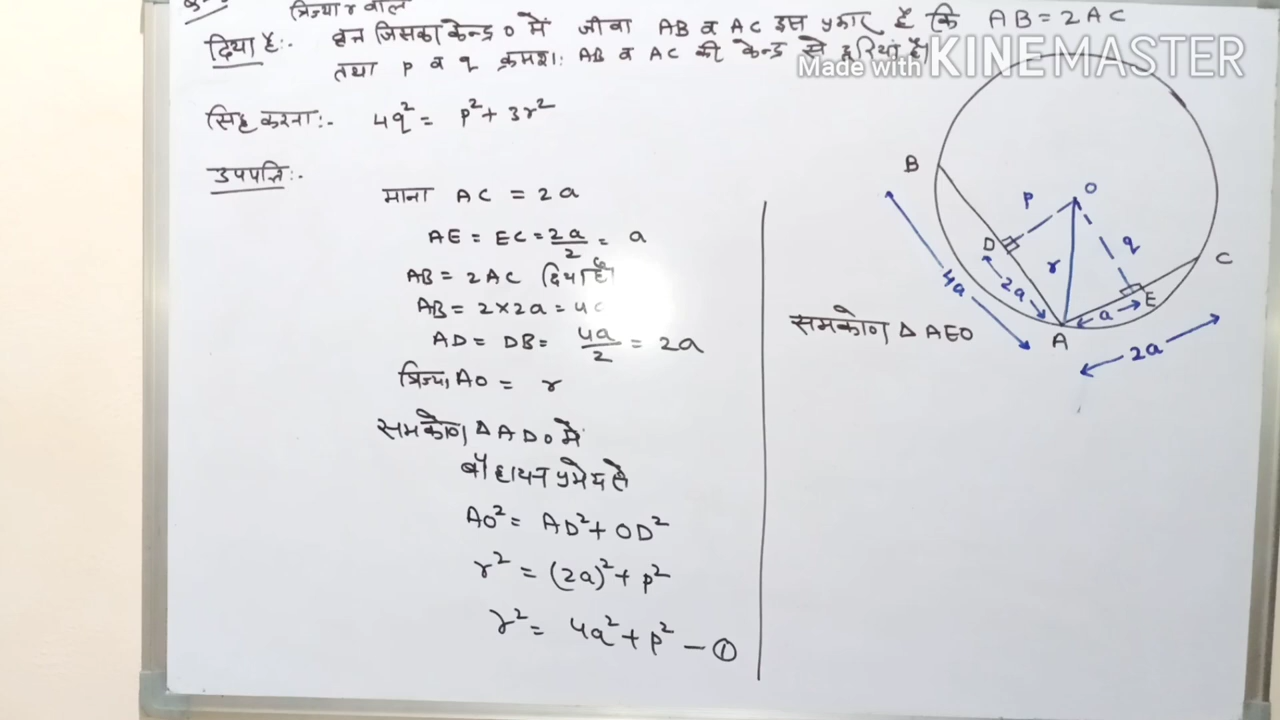 त्रिज्या r वाले
दिया है:- वृत्त जिसका केन्द्र O में जीवा AB व AC इस प्रकार है कि AB = 2AC
तथा p व q क्रमशः AB व AC की केन्द्र से दूरियां है।
Made with KINEMASTER
सिद्ध करना:- 4q² = p² + 3r²
उपपत्ति:-
माना AC = 2a
AE = EC = 2a/2 = a
AB = 2AC (दिया है)
AB = 2×2a = 4a
AD = DB = 4a/2 = 2a
त्रिज्या AO = r
समकोण Δ ADO में
बौधायन प्रमेय से
AO² = AD² + OD²
r² = (2a)² + p²
r² = 4a² + p² — ①
समकोण Δ AEO
B
O
p
D
q
r
C
4a
2a
E
a
A
2a